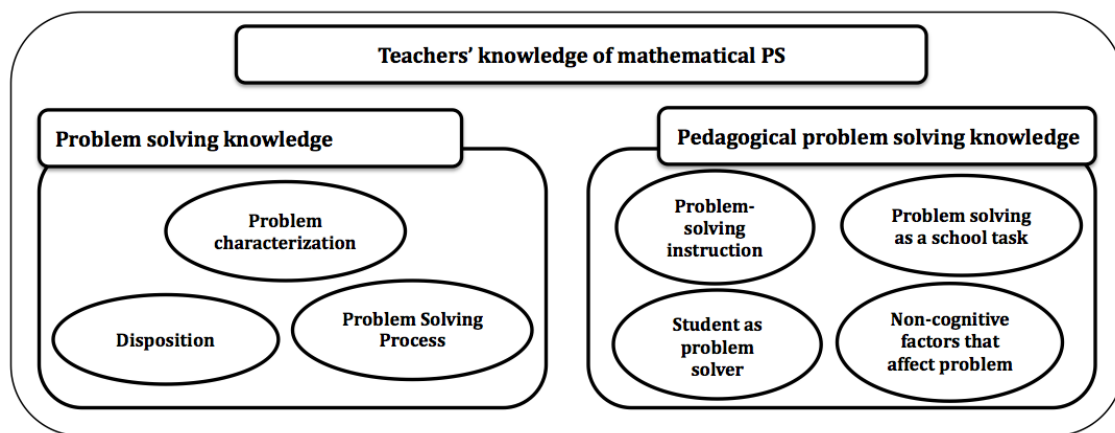 Teachers’ knowledge of mathematical PS
Problem solving knowledge
Problem
characterization
Disposition
Problem Solving
Process
Pedagogical problem solving knowledge
Problem-
solving
instruction
Problem solving
as a school task
Student as
problem
solver
Non-cognitive
factors that
affect problem